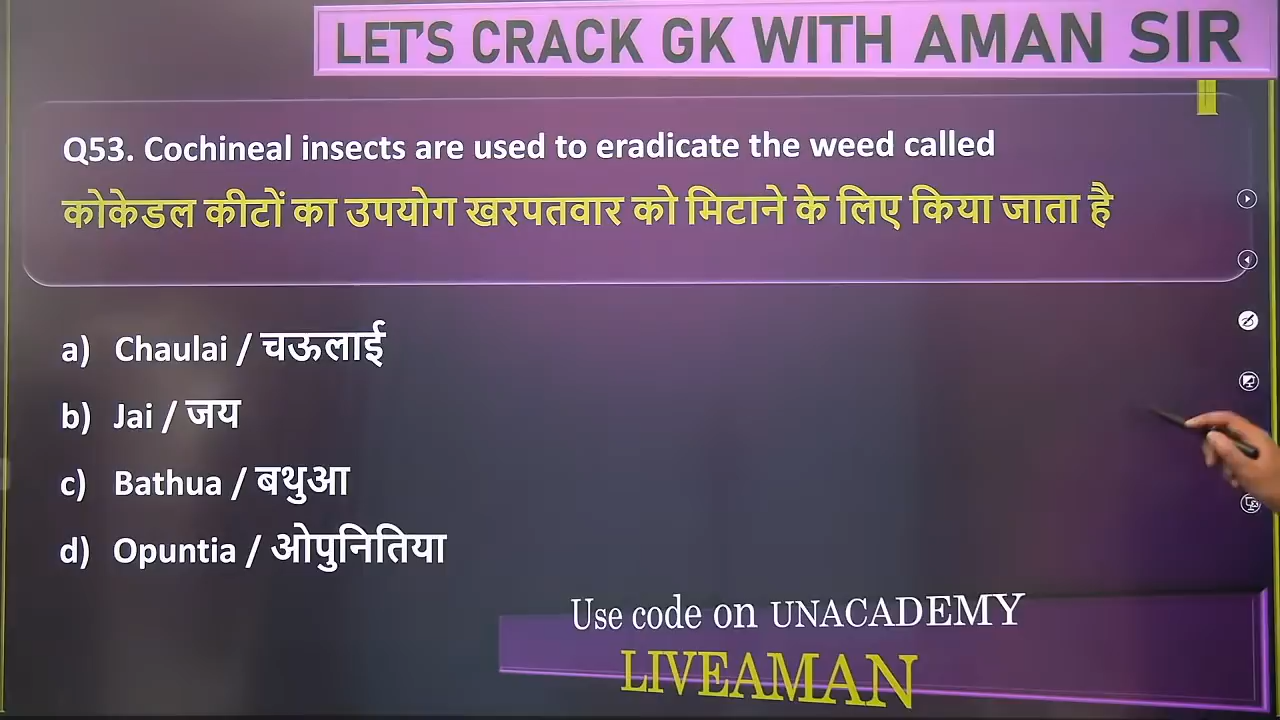 LET'S CRACK GK WITH AMAN SIR
Q53. Cochineal insects are used to eradicate the weed called
कोकेडल कीटों का उपयोग खरपतवार को मिटाने के लिए किया जाता है
a) Chaulai / चऊलाई
b) Jai / जय
c) Bathua / बथुआ
d) Opuntia / ओपुनितिया
Use code on UNACADEMY
LIVEAMAN